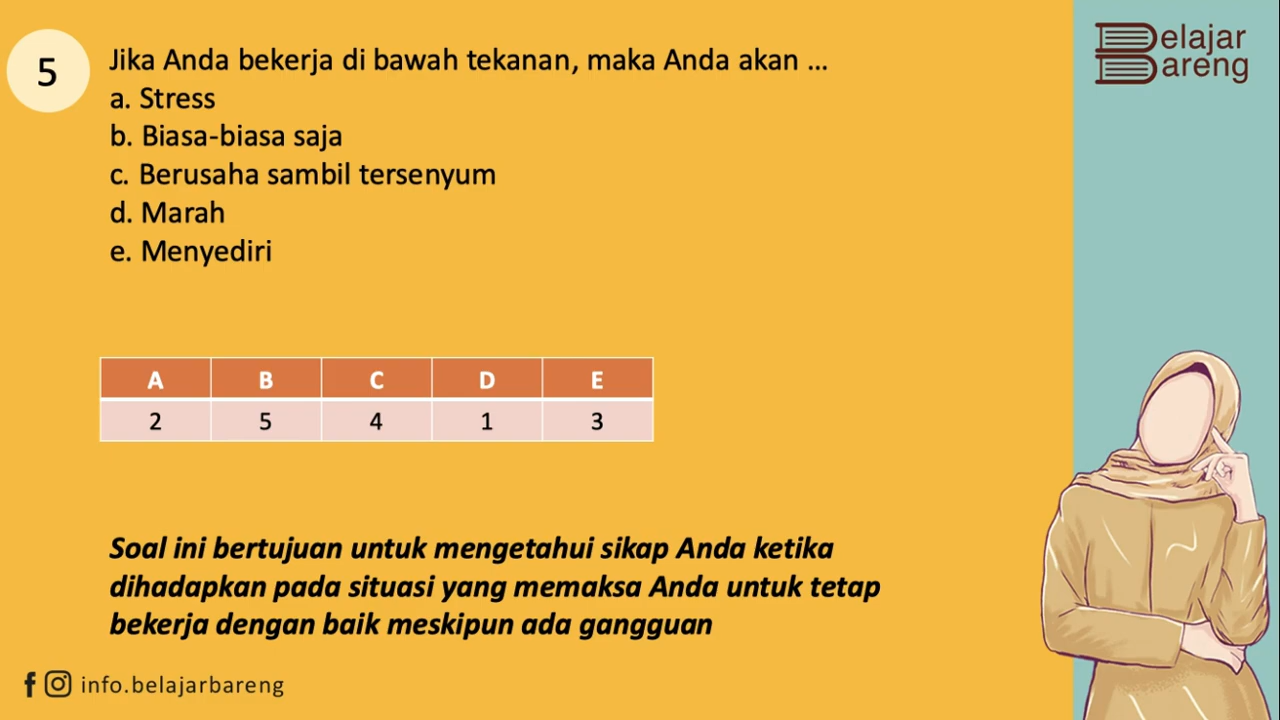 5
Jika Anda bekerja di bawah tekanan, maka Anda akan ...
a. Stress
b. Biasa-biasa saja
c. Berusaha sambil tersenyum
d. Marah
e. Menyediri
A B C D E
2 5 4 1 3
Soal ini bertujuan untuk mengetahui sikap Anda ketika
dihadapkan pada situasi yang memaksa Anda untuk tetap
bekerja dengan baik meskipun ada gangguan
info.belajarbareng
Belajar
Bareng